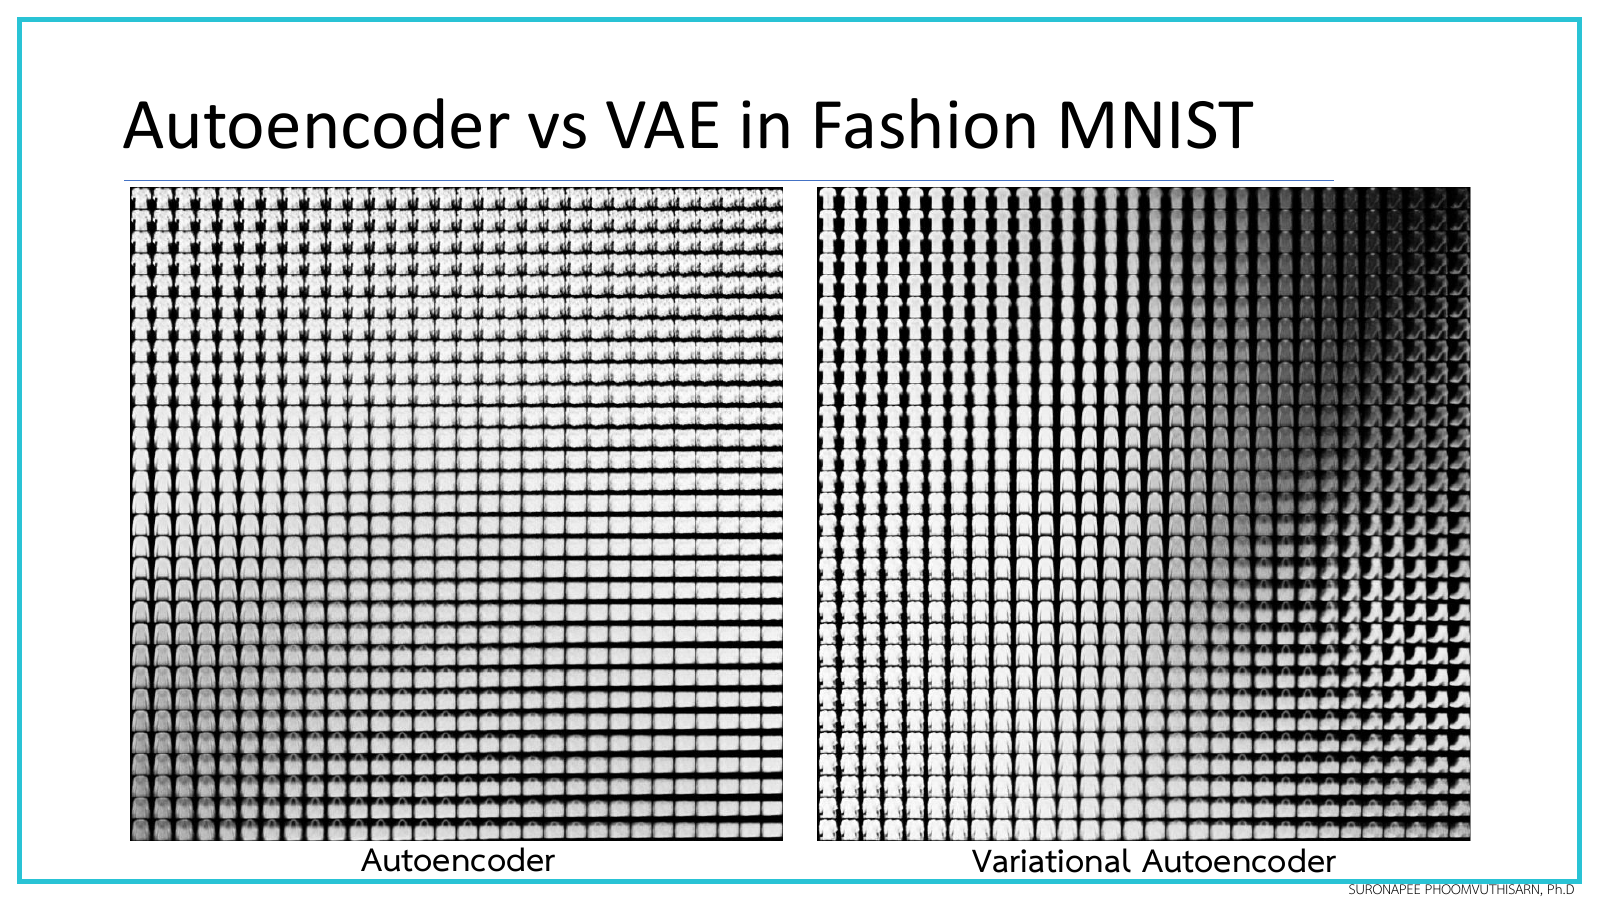 Autoencoder vs VAE in Fashion MNIST
Autoencoder
Variational Autoencoder
SURONAPEE PHOOMVUTHISARN, Ph.D